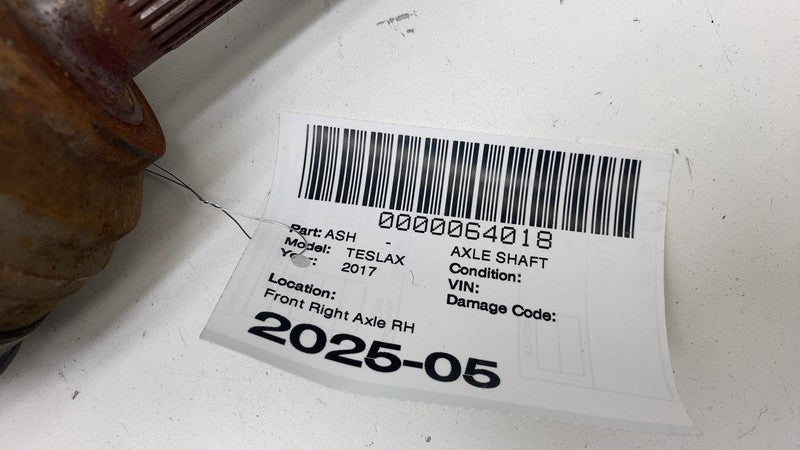 0000064018
Part: ASH - AXLE SHAFT
Model: TESLAX Condition:
Year: 2017 VIN:
Damage Code:
Location:
Front Right Axle RH
2025-05